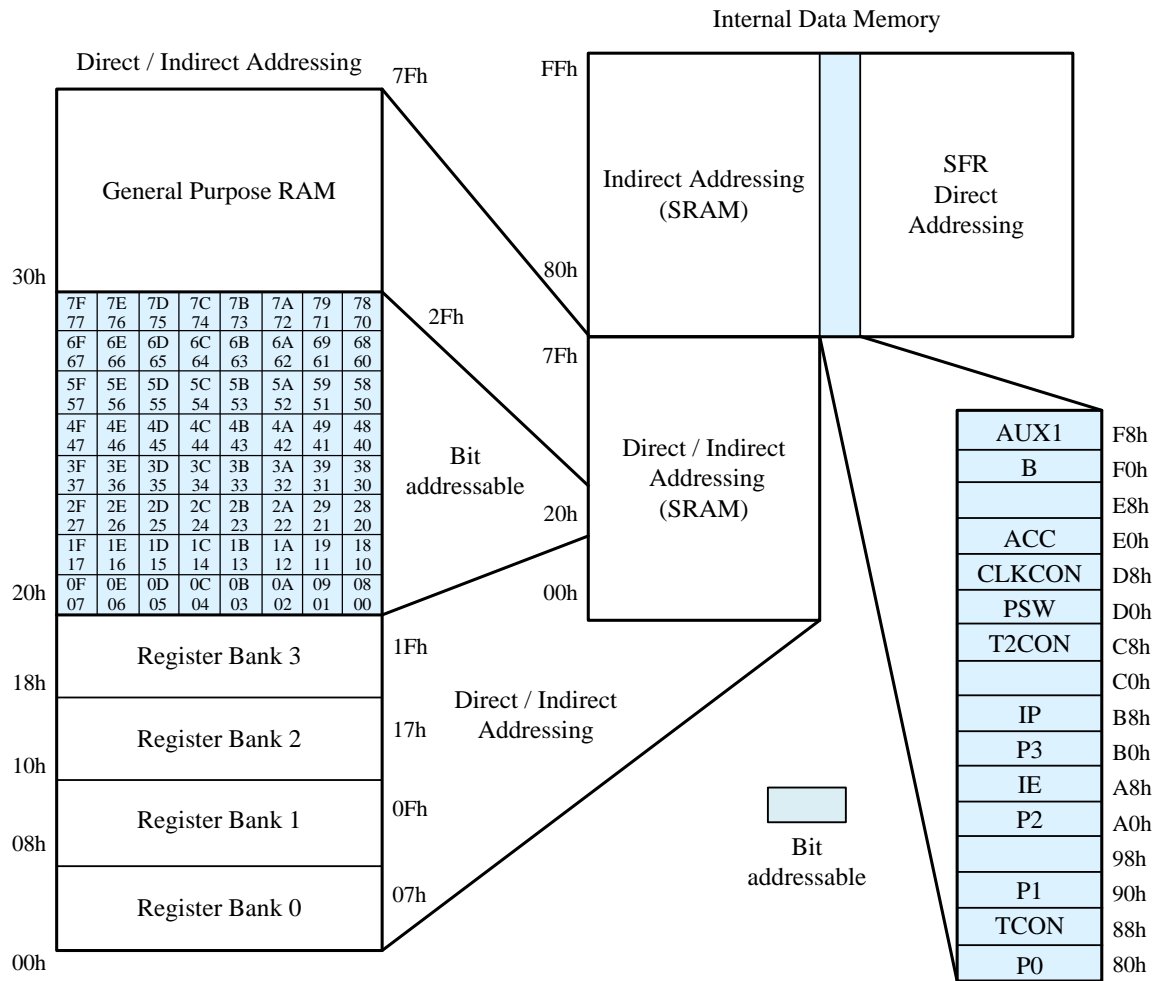 Internal Data Memory
Direct / Indirect Addressing
7Fh
General Purpose RAM
30h
7F 7E 7D 7C 7B 7A 79 78
77 76 75 74 73 72 71 70
6F 6E 6D 6C 6B 6A 69 68
67 66 65 64 63 62 61 60
5F 5E 5D 5C 5B 5A 59 58
57 56 55 54 53 52 51 50
4F 4E 4D 4C 4B 4A 49 48
47 46 45 44 43 42 41 40
3F 3E 3D 3C 3B 3A 39 38
37 36 35 34 33 32 31 30
2F 2E 2D 2C 2B 2A 29 28
27 26 25 24 23 22 21 20
1F 1E 1D 1C 1B 1A 19 18
17 16 15 14 13 12 11 10
0F 0E 0D 0C 0B 0A 09 08
07 06 05 04 03 02 01 00
2Fh
Bit
addressable
20h
20h
Register Bank 3
1Fh
18h
Register Bank 2
17h
10h
Register Bank 1
0Fh
08h
Register Bank 0
07h
00h
Direct / Indirect
Addressing
FFh
Indirect Addressing
(SRAM)
80h
SFR
Direct
Addressing
7Fh
Direct / Indirect
Addressing
(SRAM)
00h
Bit
addressable
AUX1 F8h
B F0h
E8h
ACC E0h
CLKCON D8h
PSW D0h
T2CON C8h
C0h
IP B8h
P3 B0h
IE A8h
P2 A0h
98h
P1 90h
TCON 88h
P0 80h